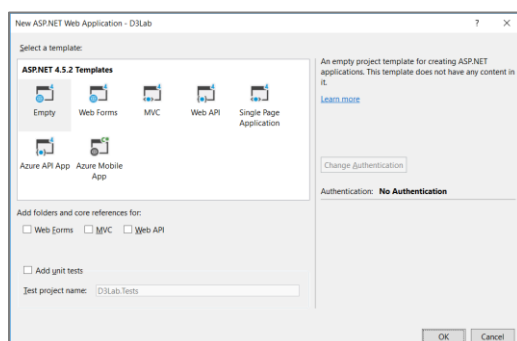 New ASP.NET Web Application - D3Lab
? ×
Select a template:
ASP.NET 4.5.2 Templates
Empty
Web Forms
MVC
Web API
Single Page
Application
Azure API App
Azure Mobile
App
An empty project template for creating ASP.NET
applications. This template does not have any content in
it.
Learn more
Change Authentication
Authentication: No Authentication
Add folders and core references for:
Web Forms MVC Web API
Add unit tests
Test project name: D3Lab.Tests
OK Cancel